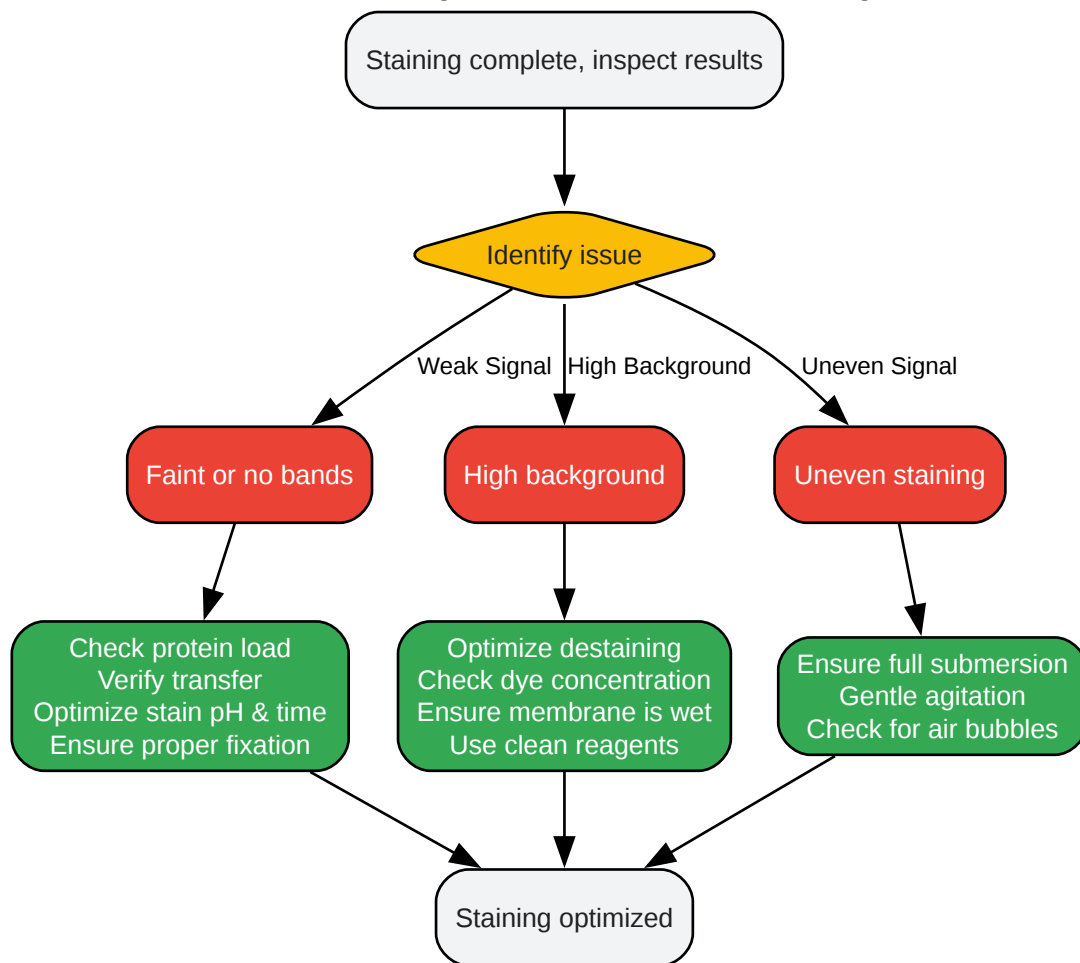 Staining complete, inspect results
Identify issue
Weak Signal
High Background
Uneven Signal
Faint or no bands
High background
Uneven staining
Check protein load
Verify transfer
Optimize stain pH & time
Ensure proper fixation
Optimize destaining
Check dye concentration
Ensure membrane is wet
Use clean reagents
Ensure full submersion
Gentle agitation
Check for air bubbles
Staining optimized